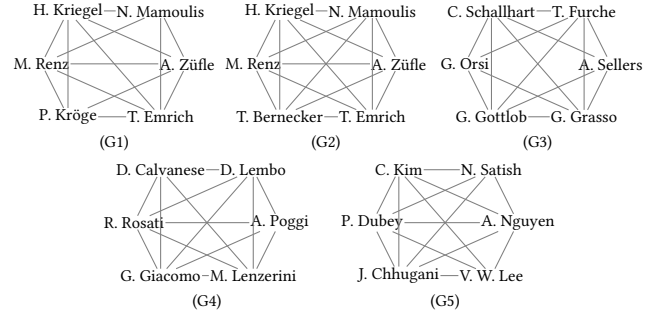 H. Kriegel N. Mamoulis
M. Renz A. Züfle
P. Kröge T. Emrich
(G1)
H. Kriegel N. Mamoulis
M. Renz A. Züfle
T. Bernecker T. Emrich
(G2)
C. Schallhart T. Furche
G. Orsi A. Sellers
G. Gottlob G. Grasso
(G3)
D. Calvanese D. Lembo
R. Rosati A. Poggi
G. Giacomo M. Lenzerini
(G4)
C. Kim N. Satish
P. Dubey A. Nguyen
J. Chhugani V. W. Lee
(G5)